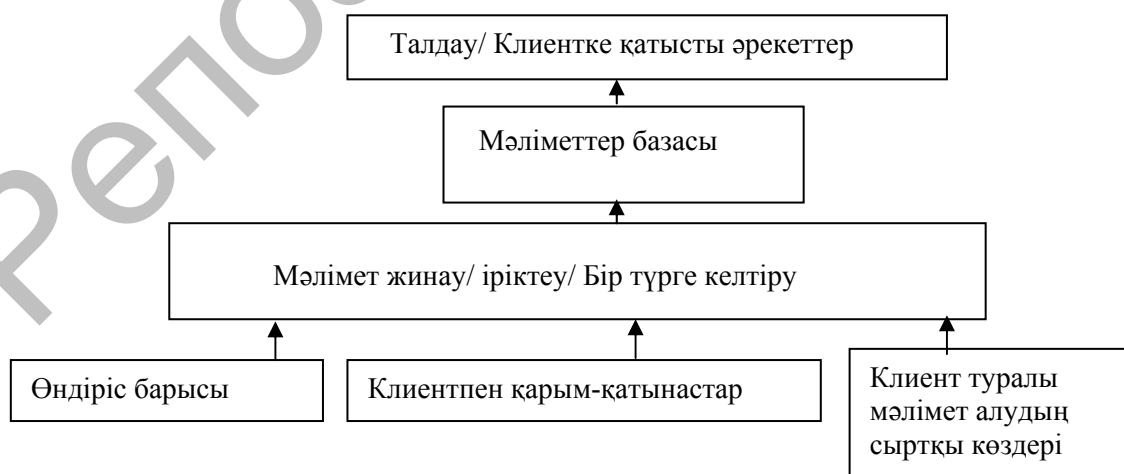 Талдау/ Клиентке қатысты әрекеттер
Мәліметтер базасы
Мәлімет жинау/ іріктеу/ Бір түрге келтіру
Өндіріс барысы
Клиентпен қарым-қатынастар
Клиент туралы
мәлімет алудың
сыртқы көздері